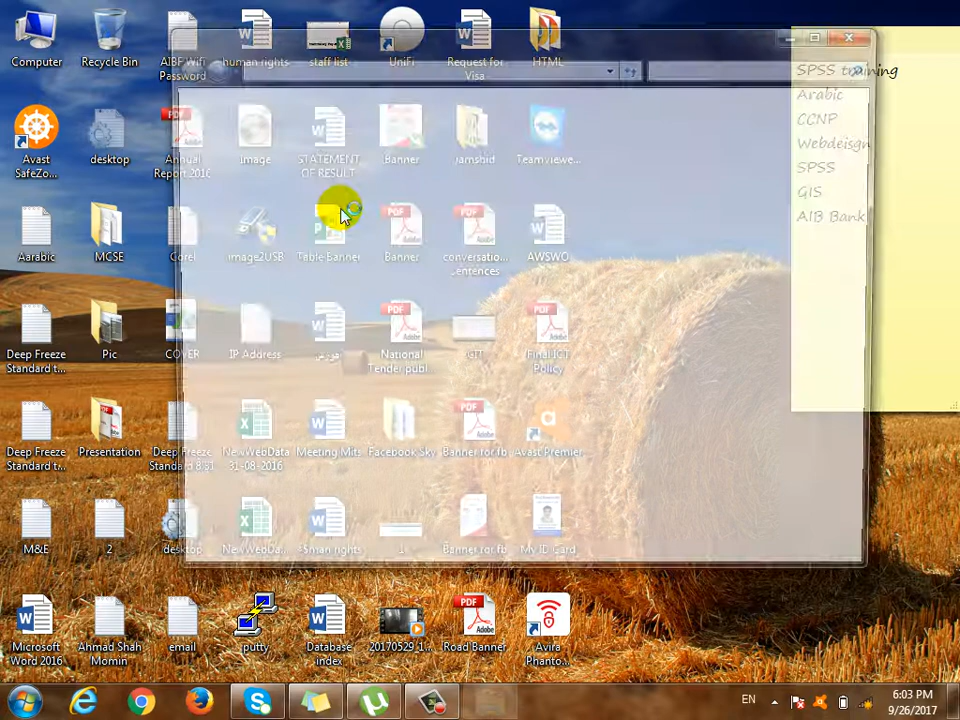 Computer
Recycle Bin
AIBF Wifi
Password
human rights
staff list
UniFi
Request for
Visa
HTML
SPSS training
Arabic
CCNP
Webdeisgn
SPSS
GIS
AIB Bank
Avast
SafeZo...
desktop
Annual
Report 2016
Image
STATEMENT
OF RESULT
Banner
Jamshid
Teamviewe...
Aarabic
MCSE
Corel
image2USB
Table Banner
Banner
conversation
sentences
AWSWO
Deep Freeze
Standard t...
Pic
COVER
IP Address
National
Tender publ
Final ICT
Policy
Deep Freeze
Standard t...
Presentation
Deep Freeze
Standard 8.31
NewWebData
31-08-2016
Meeting Mits
Facebook Sky
Banner for fb
Avast Premier
M&E
2
desktop
NewWebData...
Sman rights
1
Banner for fb
My ID Card
Microsoft
Word 2016
Ahmad Shah
Momin
email
putty
Database
index
20170529_1...
Road Banner
Avira
Phanto...
EN
6:03 PM
9/26/2017